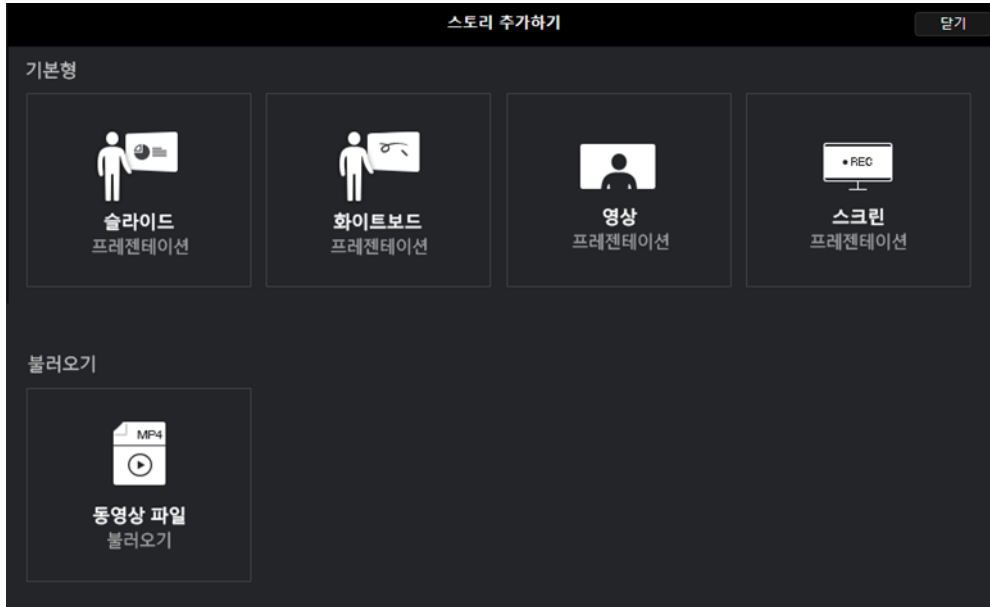 스토리 추가하기
닫기
기본형
슬라이드
프레젠테이션
화이트보드
프레젠테이션
영상
프레젠테이션
• REC
스크린
프레젠테이션
불러오기
MP4
동영상 파일
불러오기